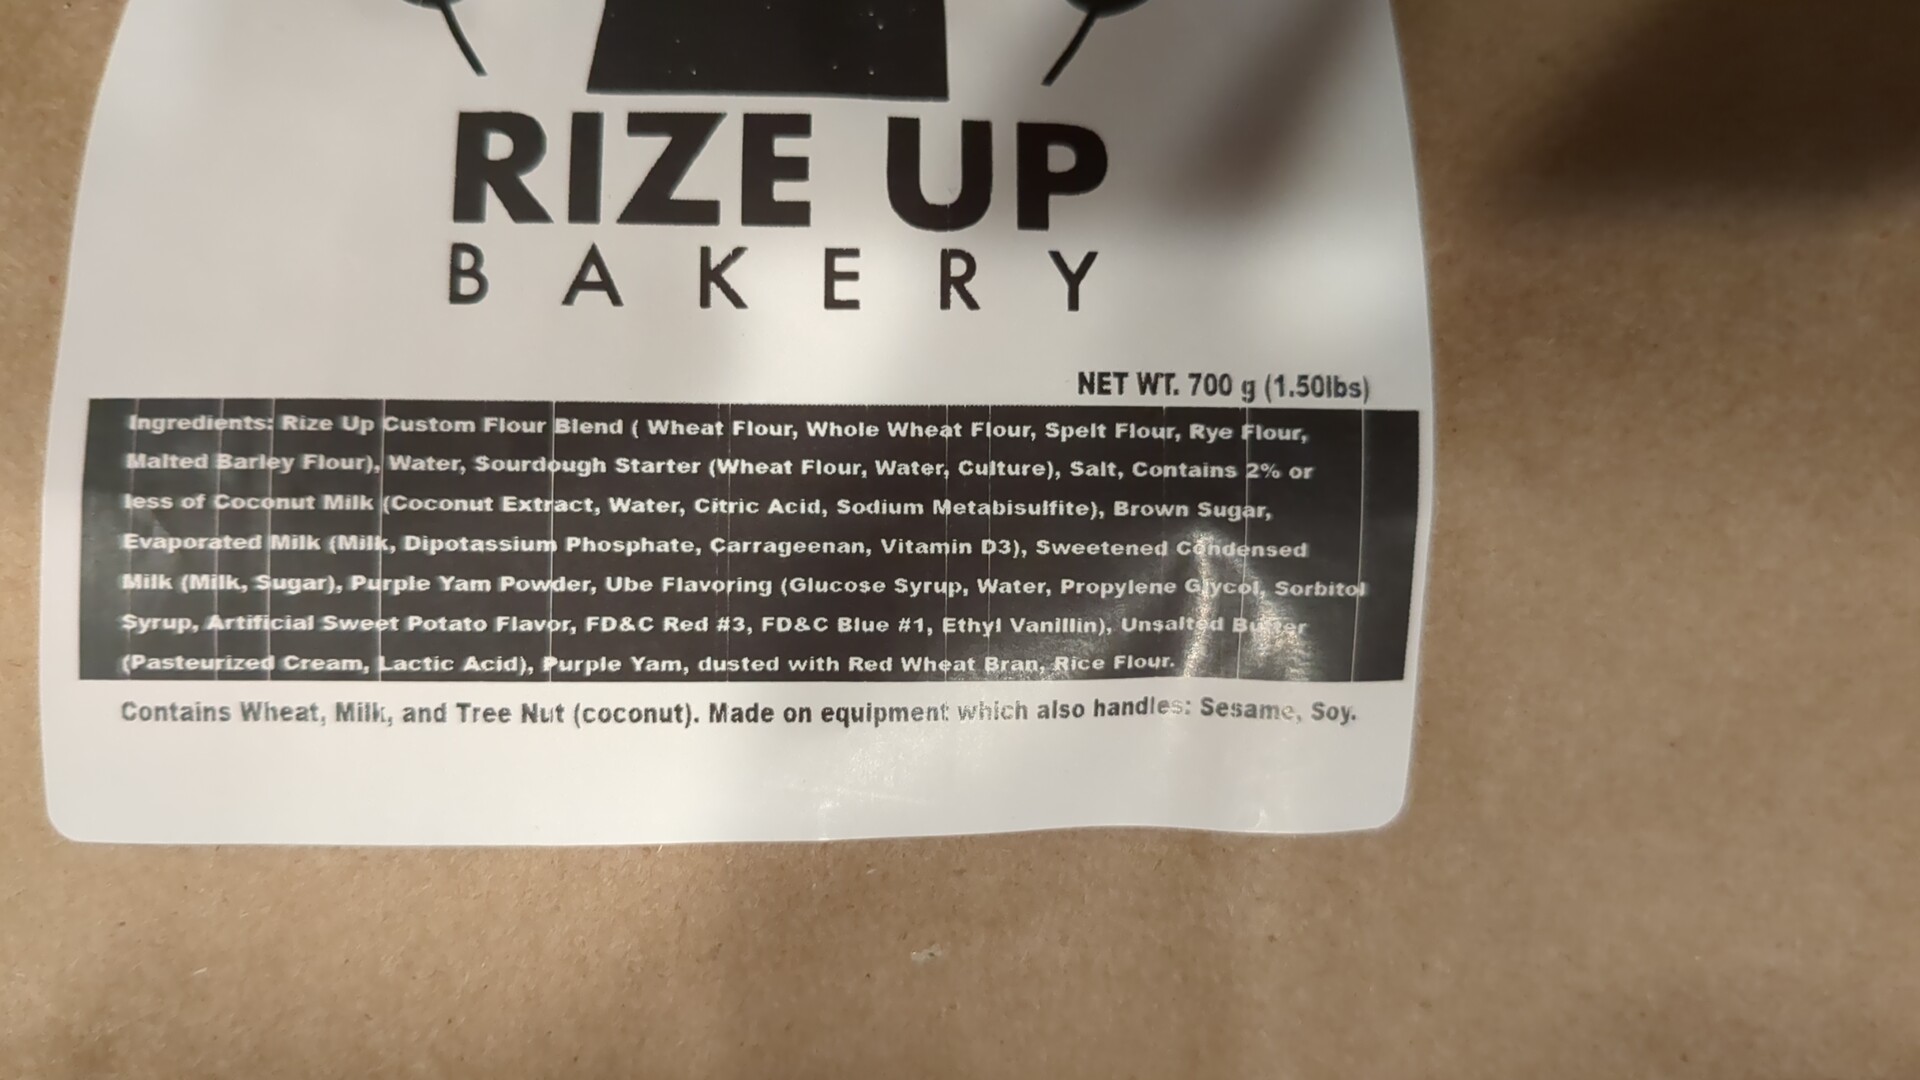 RIZE UP
BAKERY
NET WT. 700 g (1.50lbs)
Ingredients: Rize Up Custom Flour Blend ( Wheat Flour, Whole Wheat Flour, Spelt Flour, Rye Flour,
Malted Barley Flour), Water, Sourdough Starter (Wheat Flour, Water, Culture), Salt, Contains 2% or
less of Coconut Milk (Coconut Extract, Water, Citric Acid, Sodium Metabisulfite), Brown Sugar,
Evaporated Milk (Milk, Dipotassium Phosphate, Carrageenan, Vitamin D3), Sweetened Condensed
Milk (Milk, Sugar), Purple Yam Powder, Ube Flavoring (Glucose Syrup, Water, Propylene Glycol, Sorbitol
Syrup, Artificial Sweet Potato Flavor, FD&C Red #3, FD&C Blue #1, Ethyl Vanillin), Unsalted Butter
(Pasteurized Cream, Lactic Acid), Purple Yam, dusted with Red Wheat Bran, Rice Flour.
Contains Wheat, Milk, and Tree Nut (coconut). Made on equipment which also handles: Sesame, Soy.